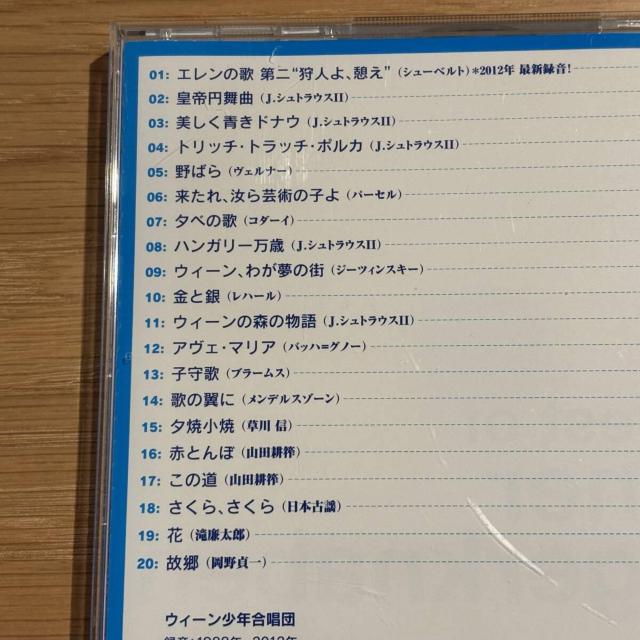 01: エレンの歌 第二“狩人よ、憩え”（シューベルト）*2012年 最新録音!
02: 皇帝円舞曲（J.シュトラウスII）
03: 美しく青きドナウ（J.シュトラウスII）
04: トリッチ・トラッチ・ポルカ（J.シュトラウスII）
05: 野ばら（ヴェルナー）
06: 来たれ、汝ら芸術の子よ（パーセル）
07: 夕べの歌（コダーイ）
08: ハンガリー万歳（J.シュトラウスII）
09: ウィーン、わが夢の街（ジーツィンスキー）
10: 金と銀（レハール）
11: ウィーンの森の物語（J.シュトラウスII）
12: アヴェ・マリア（バッハ=グノー）
13: 子守歌（ブラームス）
14: 歌の翼に（メンデルスゾーン）
15: 夕焼小焼（草川 信）
16: 赤とんぼ（山田耕筰）
17: この道（山田耕筰）
18: さくら、さくら（日本古謡）
19: 花（滝廉太郎）
20: 故郷（岡野貞一）
ウィーン少年合唱団